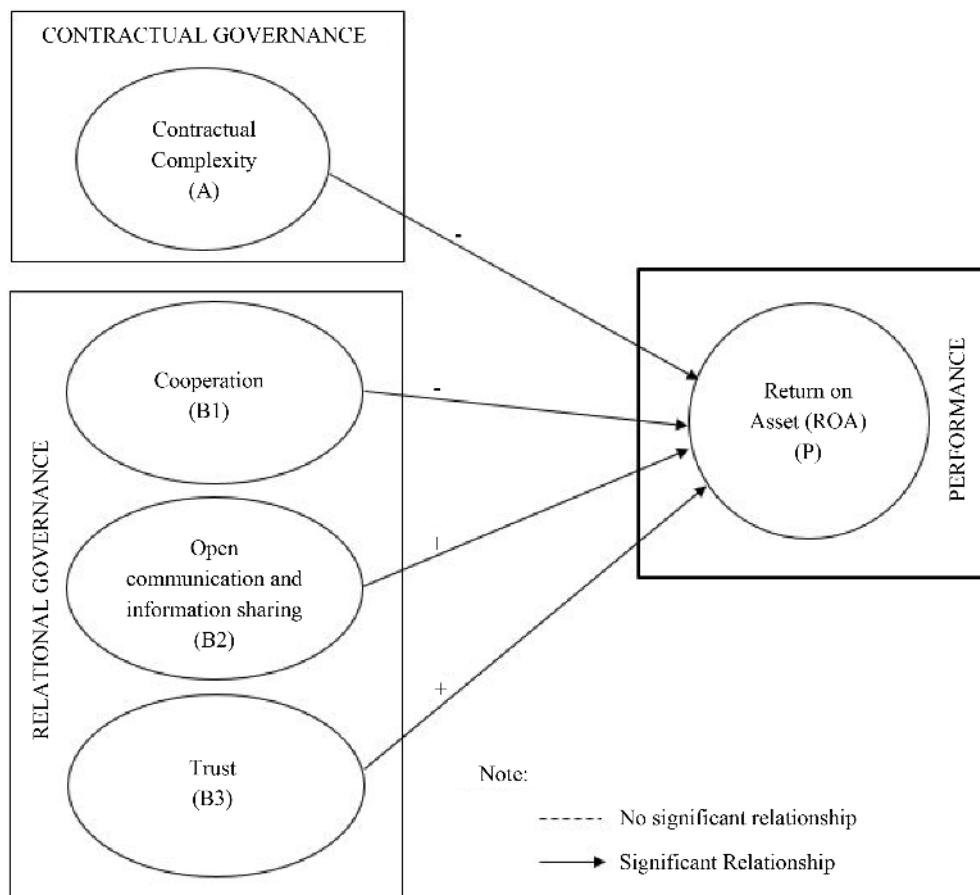 CONTRACTUAL GOVERNANCE
Contractual
Complexity
(A)
-
RELATIONAL GOVERNANCE
Cooperation
(B1)
-
Open
communication and
information sharing
(B2)
+
Trust
(B3)
+
Return on
Asset (ROA)
(P)
PERFORMANCE
Note:
No significant relationship
Significant Relationship